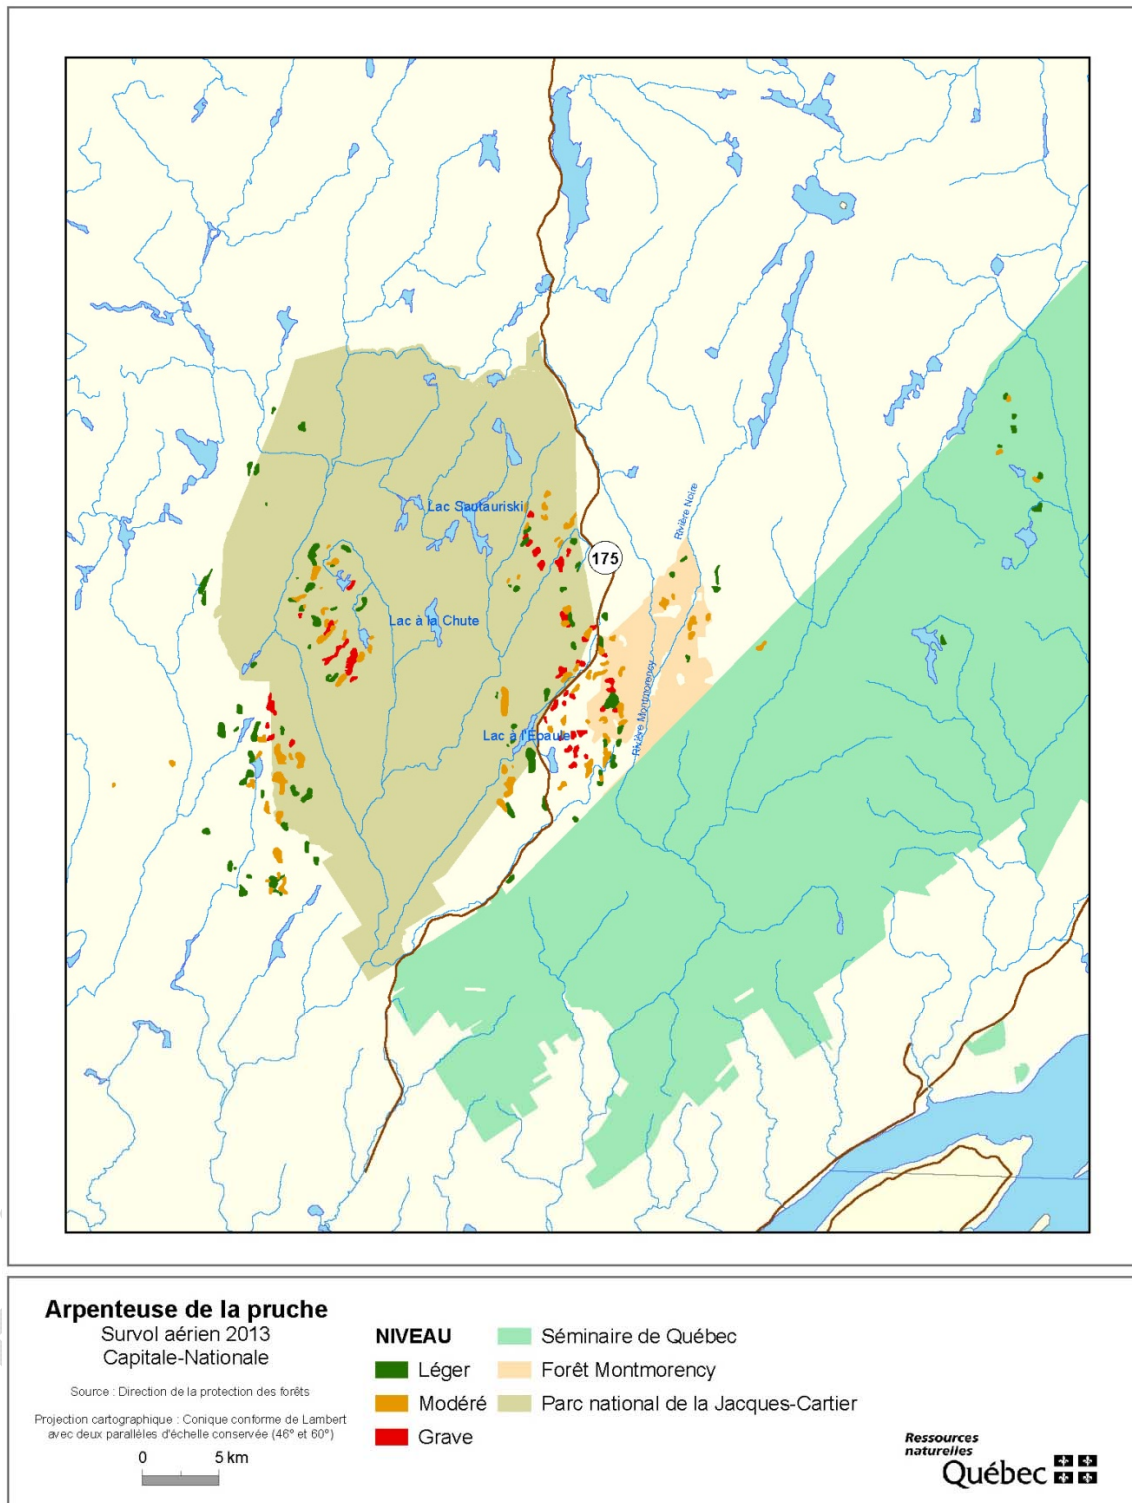 Rivière Noire
Lac Sautauriski
175
Lac à la Chute
Rivière Montmorency
Lac à l'Épaule
Arpenteuse de la pruche
Survol aérien 2013
Capitale-Nationale
Source : Direction de la protection des forêts
Projection cartographique : Conique conforme de Lambert
avec deux parallèles d'échelle conservée (46° et 60°)
0 5 km
NIVEAU
Léger
Modéré
Grave
Séminaire de Québec
Forêt Montmorency
Parc national de la Jacques-Cartier
Ressources
naturelles
Québec